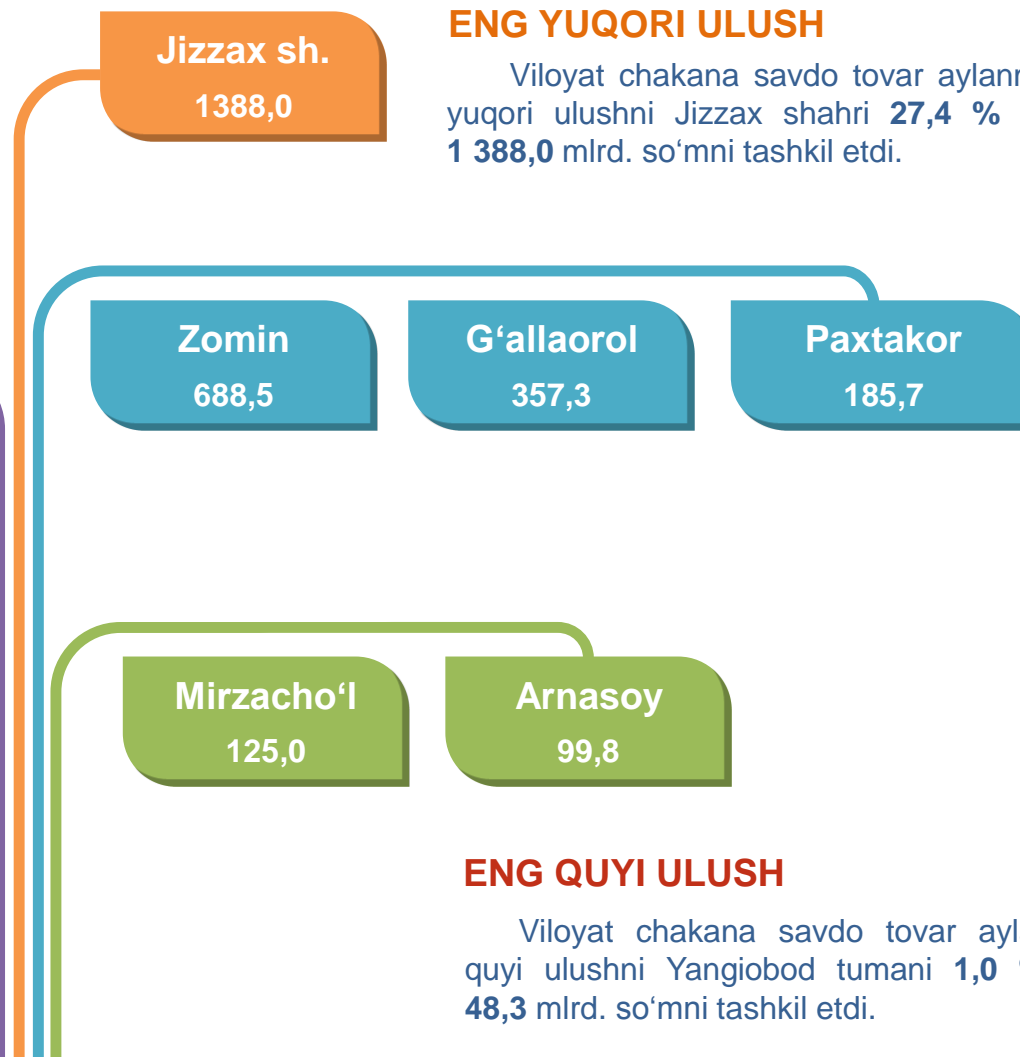 Jizzax sh.
1388,0
ENG YUQORI ULUSH
Viloyat chakana savdo tovar
yuqori ulushni Jizzax shahri 27,4 %
1 388,0 mlrd. so‘mni tashkil etdi.
Zomin
688,5
G‘allaorol
357,3
Paxtakor
185,7
Mirzacho‘l
125,0
Arnasoy
99,8
ENG QUYI ULUSH
Viloyat chakana savdo tovar
quyi ulushni Yangiobod tumani 1,0
48,3 mlrd. so‘mni tashkil etdi.